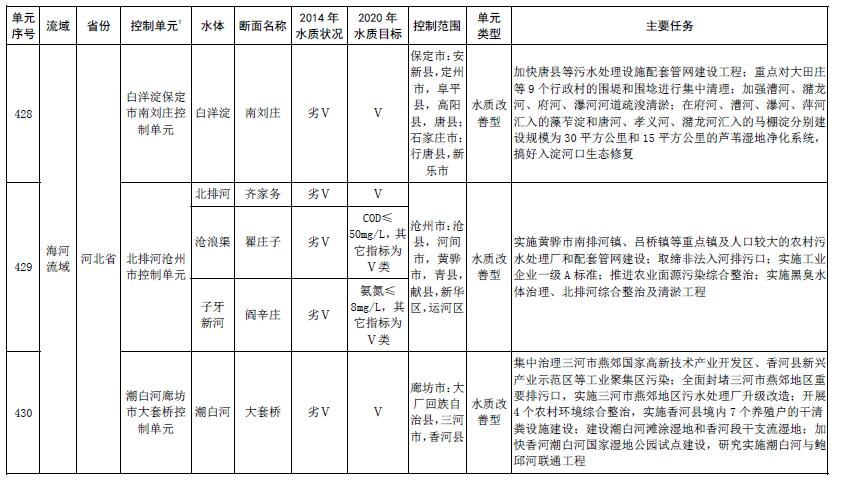 单元序号 流域 省份 控制单元¹ 水体 断面名称 2014年水质状况 2020年水质目标 控制范围 单元类型 主要任务
428
海河流域
河北省
白洋淀保定
市南刘庄控
制单元
白洋淀
南刘庄
劣Ⅴ
Ⅴ
保定市：安
新县，定州
市，阜平
县，高阳
县，唐县；
石家庄市：
行唐县，新
乐市
水质改
善型
加快唐县等污水处理设施配套管网建设工程；重点对大田庄
等9个行政村的围堤和围埝进行集中清理；加强漕河、潴龙
河、府河、瀑河河道疏浚清淤；在府河、漕河、瀑河、萍河
汇入的藻苲淀和唐河、孝义河、潴龙河汇入的马棚淀分别建
设规模为30平方公里和15平方公里的芦苇湿地净化系统，
搞好入淀河口生态修复
429
北排河沧州
市控制单元
北排河 齐家务 劣Ⅴ Ⅴ
沧浪渠 翟庄子 劣Ⅴ
COD≤
50mg/L，其
它指标为
Ⅴ类
子牙
新河
阎辛庄 劣Ⅴ
氨氮≤
8mg/L，其
它指标为
Ⅴ类
沧州市：沧
县，河间
市，黄骅
市，青县，
献县，新华
区，运河区
水质改
善型
实施黄骅市南排河镇、吕桥镇等重点镇及人口较大的农村污
水处理厂和配套管网建设；取缔非法入河排污口；实施工业
企业一级A标准；推进农业面源污染综合整治；实施黑臭水
体治理、北排河综合整治及清淤工程
430
潮白河廊坊
市大套桥控
制单元
潮白河
大套桥
劣Ⅴ
Ⅴ
廊坊市：大
厂回族自
治县，三河
市，香河县
水质改
善型
集中治理三河市燕郊国家高新技术产业开发区、香河县新兴
产业示范区等工业聚集区污染；全面封堵三河市燕郊地区重
要排污口，实施三河市燕郊地区污水处理厂升级改造；开展
4个农村环境综合整治，实施香河县境内7个养殖户的干清
粪设施建设；建设潮白河滩涂湿地和香河段干支流湿地；加
快香河潮白河国家湿地公园试点建设，研究实施潮白河与鲍
邱河联通工程